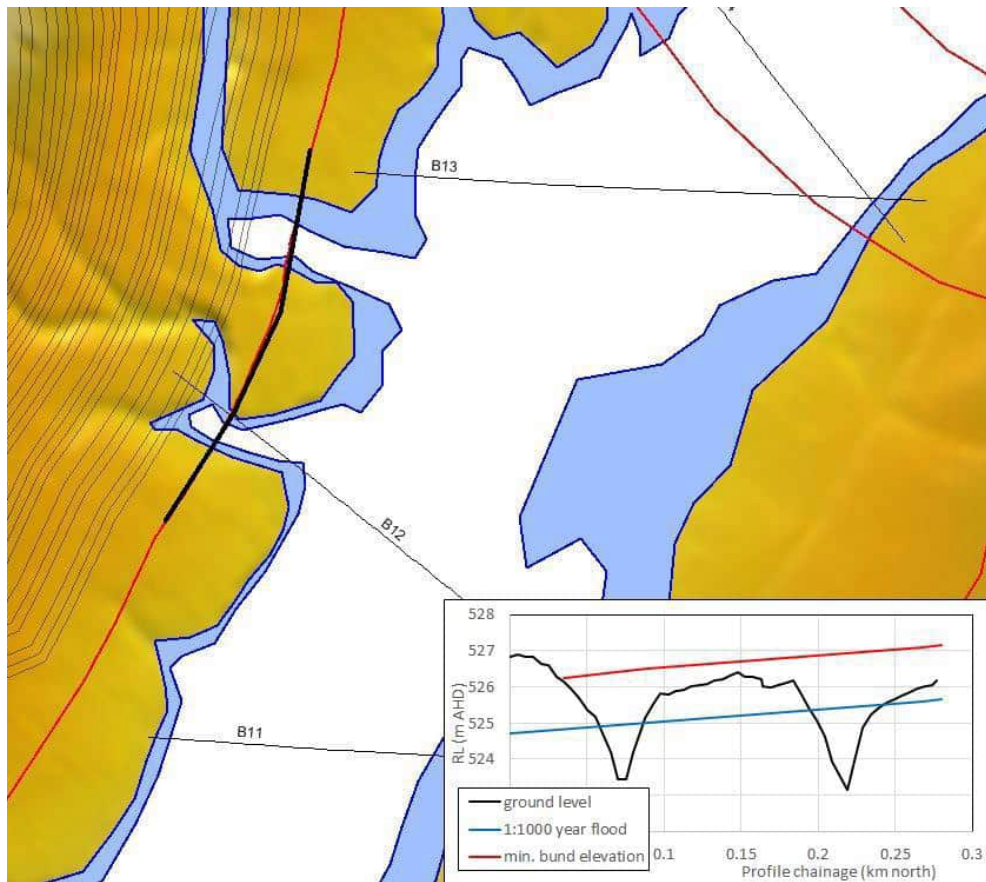 B13
B12
B11
528
527
526
525
524
RL (m AHD)
ground level
1:1000 year flood
min. bund elevation
0.1
0.15
0.2
0.25
0.3
Profile chainage (km north)